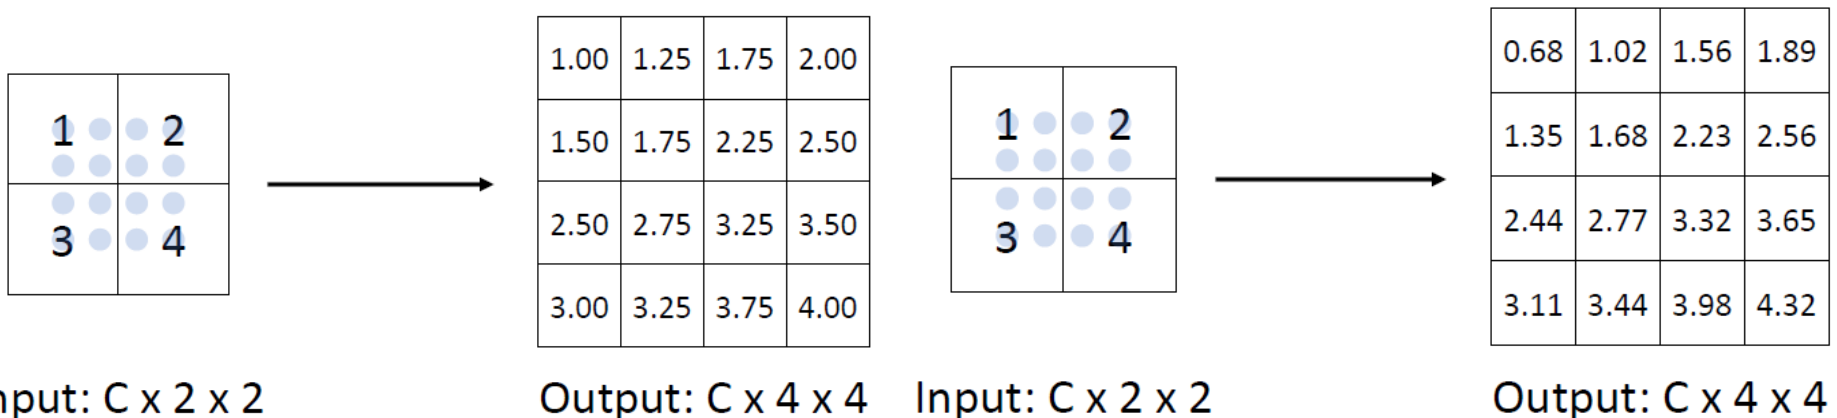 1 2
3 4
1.00 1.25 1.75 2.00
1.50 1.75 2.25 2.50
2.50 2.75 3.25 3.50
3.00 3.25 3.75 4.00
nput: C x 2 x 2
Output: C x 4 x 4
1 2
3 4
0.68 1.02 1.56 1.89
1.35 1.68 2.23 2.56
2.44 2.77 3.32 3.65
3.11 3.44 3.98 4.32
Input: C x 2 x 2
Output: C x 4 x 4